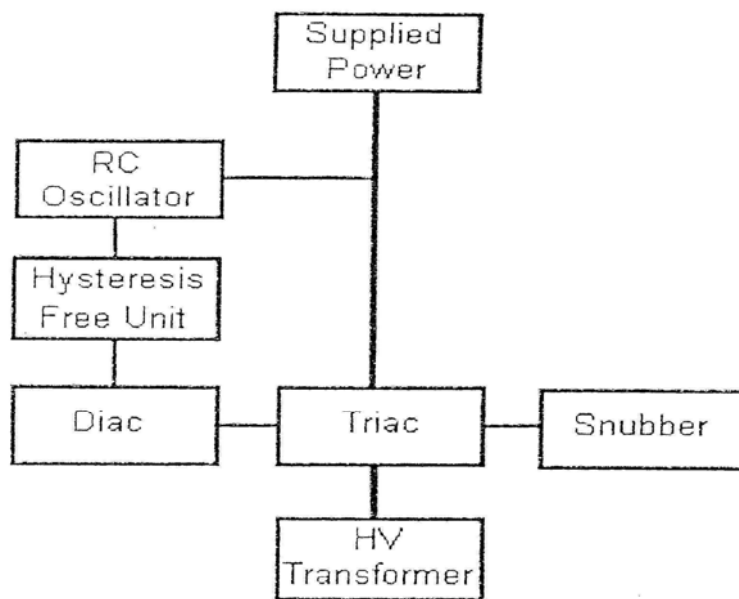 Supplied
Power
RC
Oscillator
Hysteresis
Free Unit
Diac
Triac
Snubber
HV
Transformer